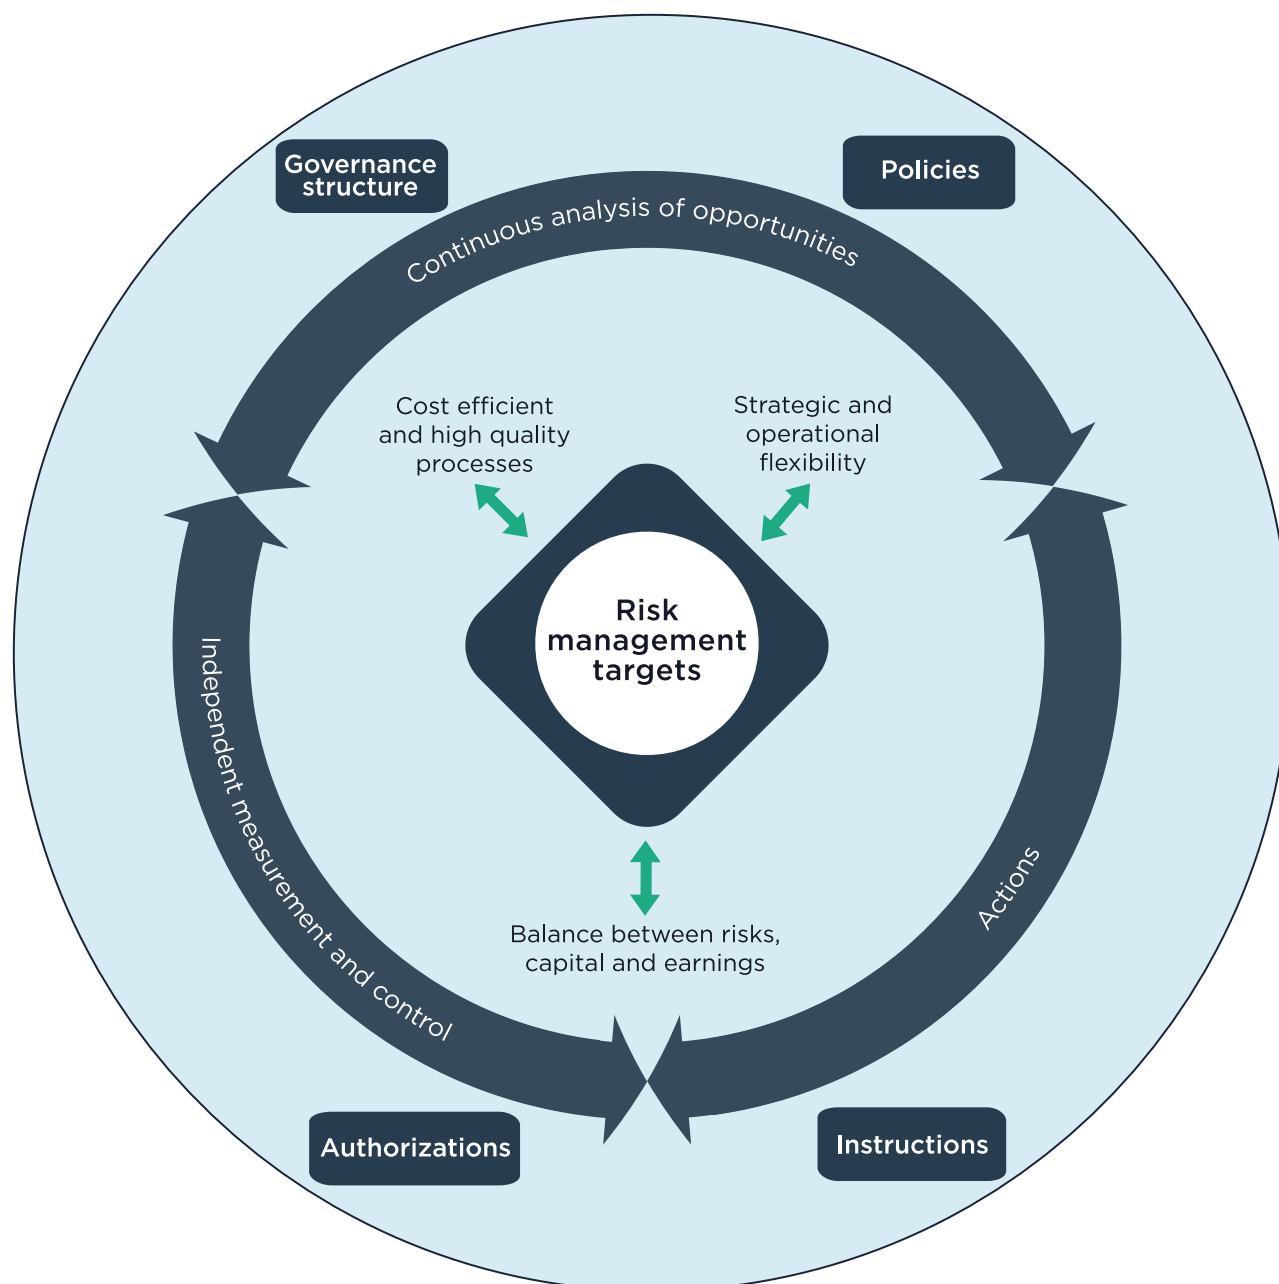 Governance
structure
Policies
Continuous analysis of opportunities
Cost efficient
and high quality
processes
Strategic and
operational
flexibility
Risk
management
targets
Independent measurement and control
Actions
Balance between risks,
capital and earnings
Authorizations
Instructions